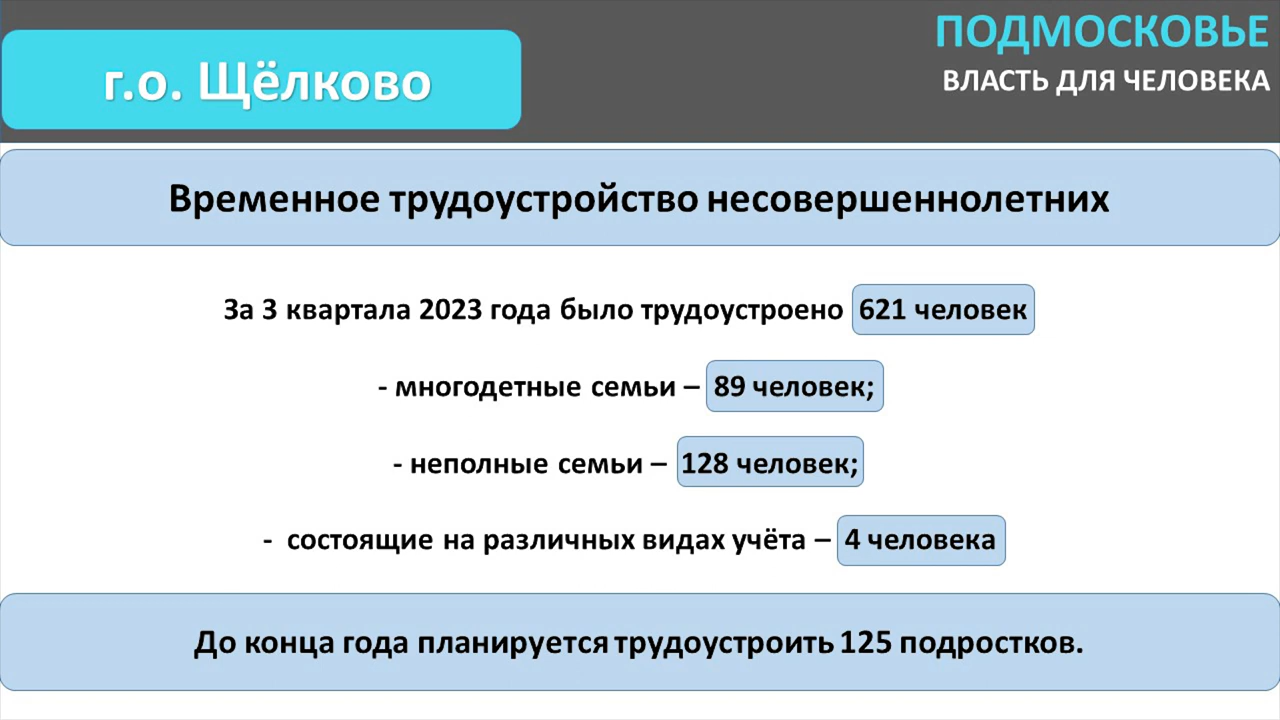 г.о. Щёлково
ПОДМОСКОВЬЕ
ВЛАСТЬ ДЛЯ ЧЕЛОВЕКА
Временное трудоустройство несовершеннолетних
За 3 квартала 2023 года было трудоустроено 621 человек
- многодетные семьи – 89 человек;
- неполные семьи – 128 человек;
- состоящие на различных видах учёта – 4 человека
До конца года планируется трудоустроить 125 подростков.